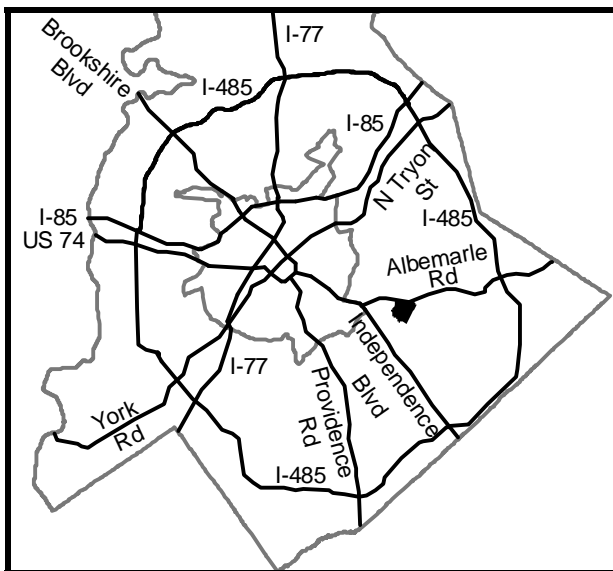 I-77
Brookshire
Blvd
I-485
I-85
N Tryon
St
I-485
I-85
US 74
Albemarle
Rd
Independence
Blvd
I-77
Providence
Rd
York
Rd
I-485